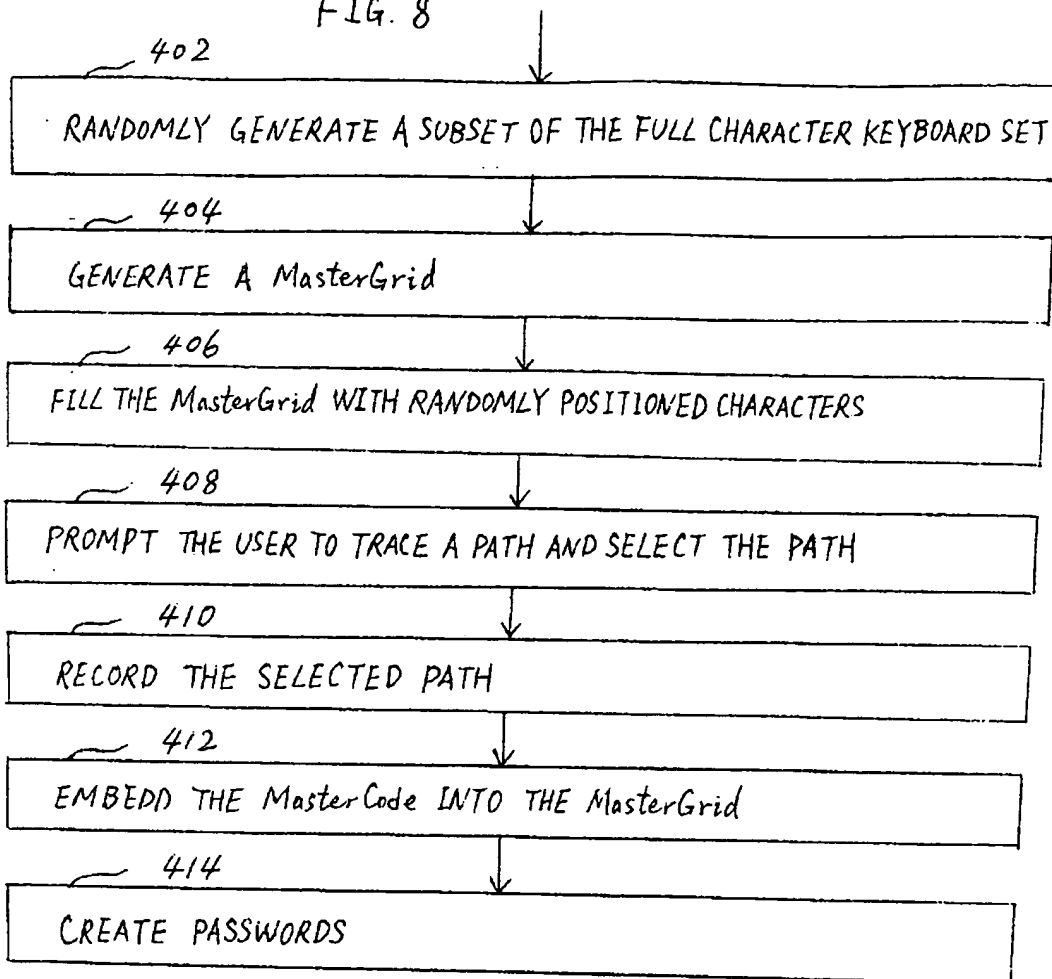 FIG. 8
402
RANDOMLY GENERATE A SUBSET OF THE FULL CHARACTER KEYBOARD SET
404
GENERATE A MasterGrid
406
FILL THE MasterGrid WITH RANDOMLY POSITIONED CHARACTERS
408
PROMPT THE USER TO TRACE A PATH AND SELECT THE PATH
410
RECORD THE SELECTED PATH
412
EMBEDD THE MasterCode INTO THE MasterGrid
414
CREATE PASSWORDS